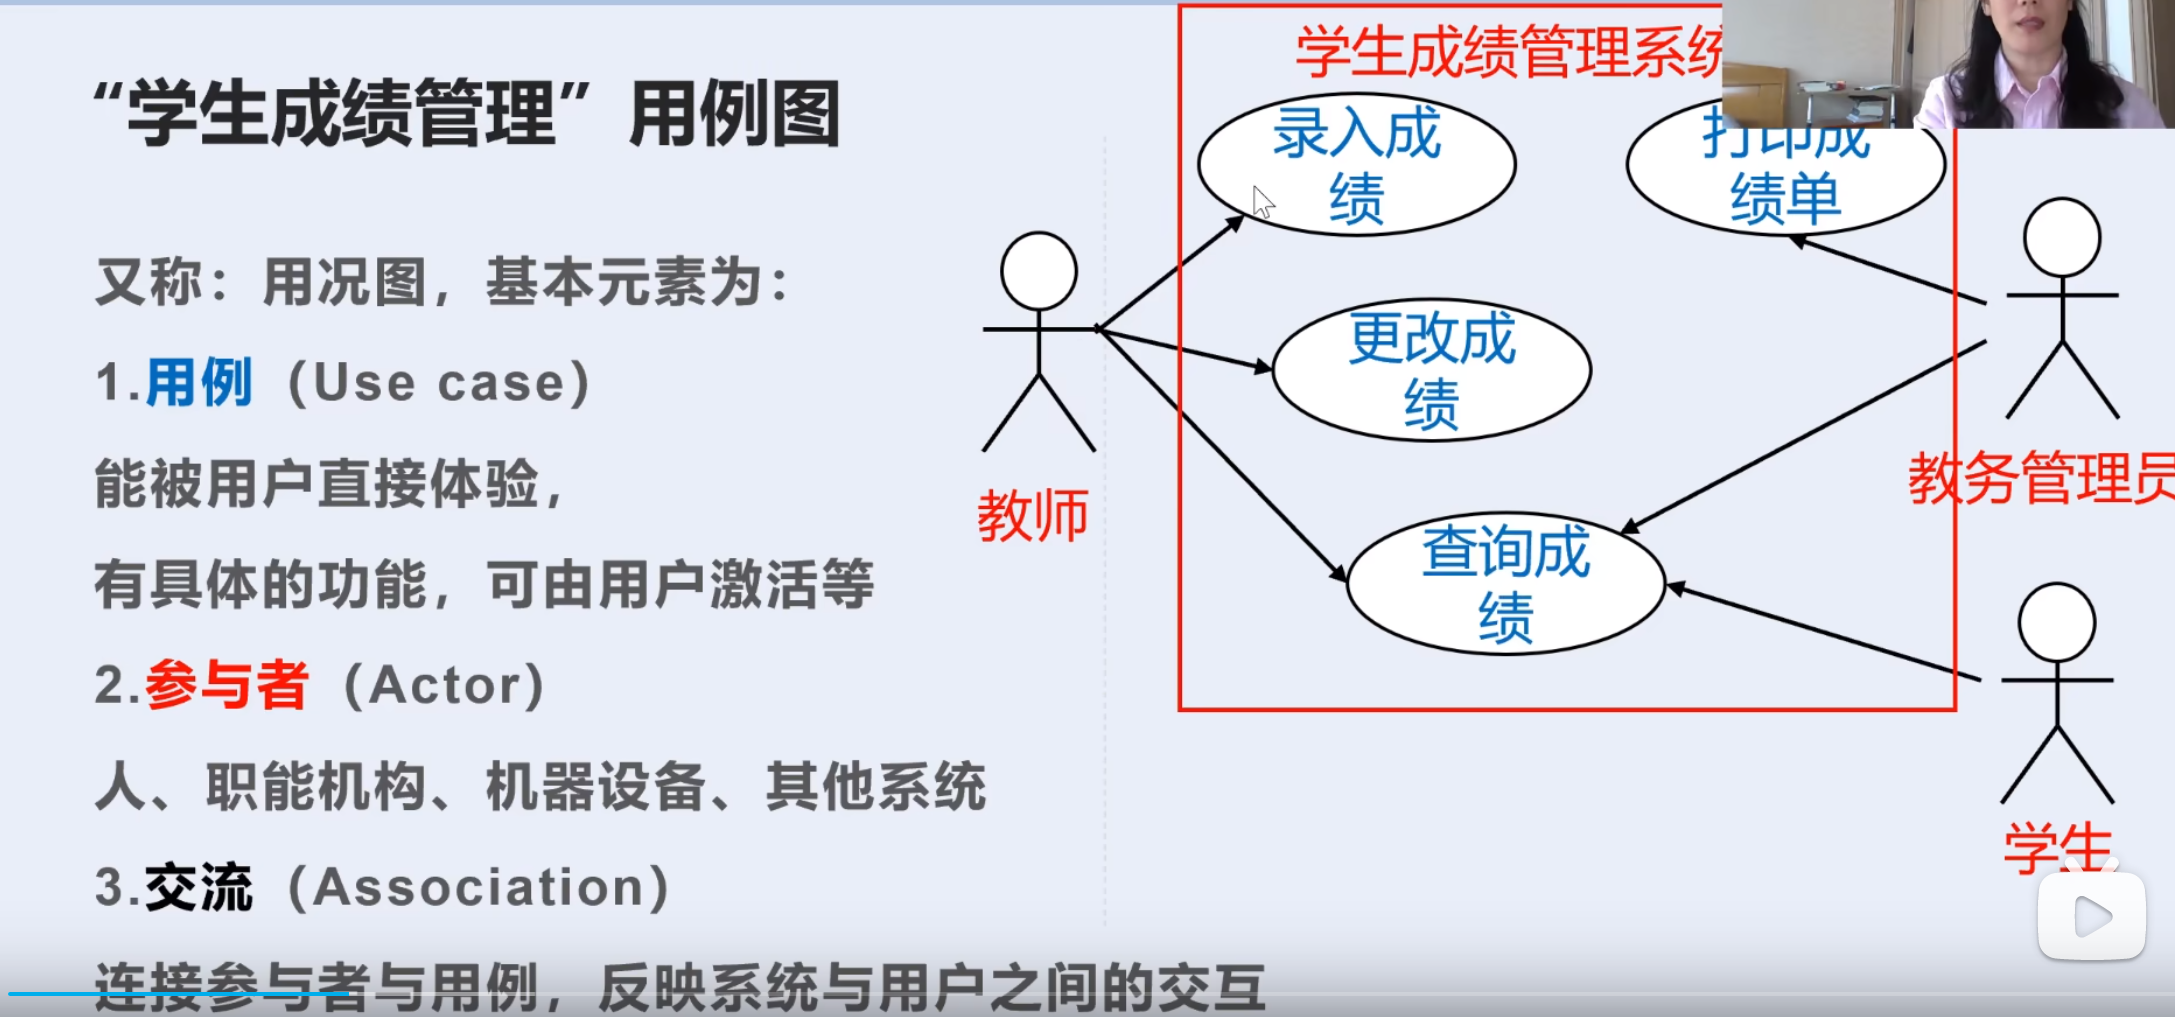 “学生成绩管理”用例图
又称：用况图，基本元素为：
1.用例（Use case）
能被用户直接体验，
有具体的功能，可由用户激活等
2.参与者（Actor）
人、职能机构、机器设备、其他系统
3.交流（Association）
连接参与者与用例，反映系统与用户之间的交互
学生成绩管理系统
录入成
绩
打印成
绩单
更改成
绩
查询成
绩
教师
教务管理员
学生